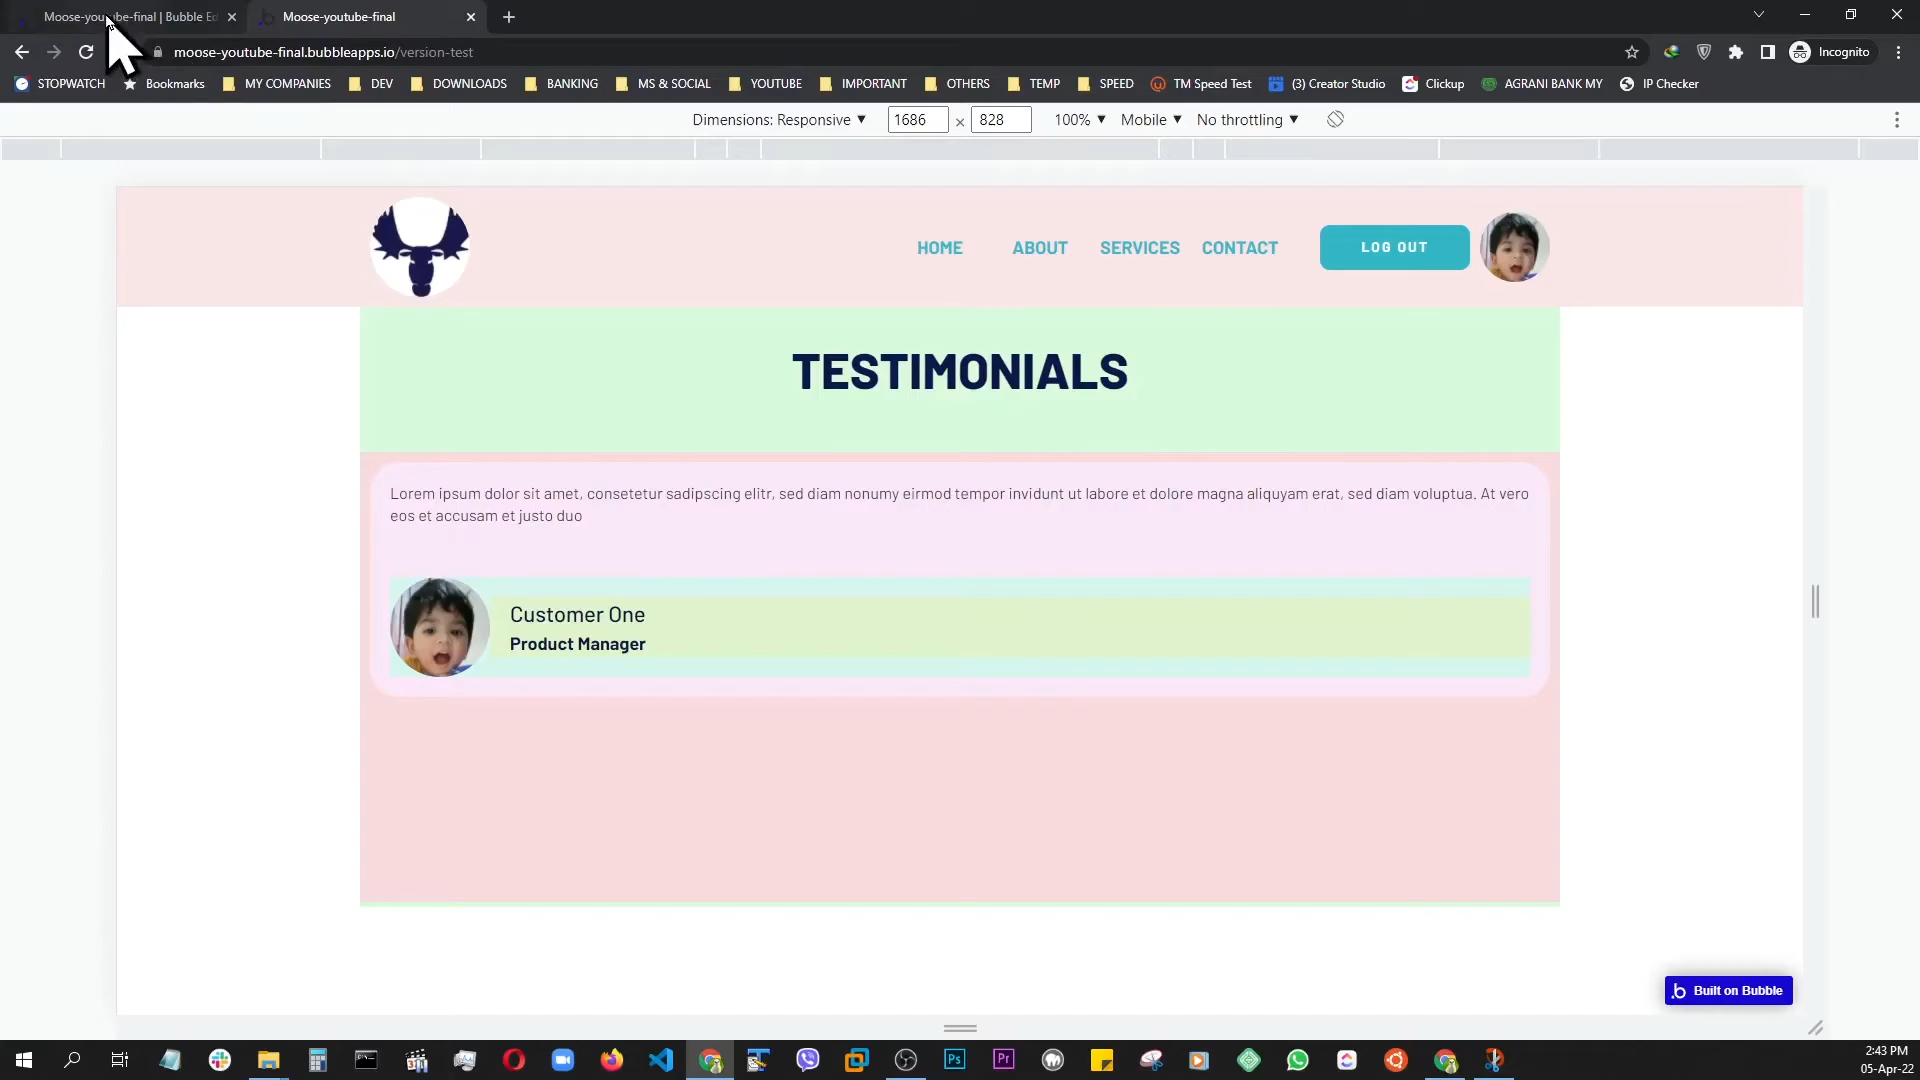 Moose-youtube-final | Bubble Ed
Moose-youtube-final
moose-youtube-final.bubbleapps.io/version-test
Incognito
STOPWATCH
Bookmarks
MY COMPANIES
DEV
DOWNLOADS
BANKING
MS & SOCIAL
YOUTUBE
IMPORTANT
OTHERS
TEMP
SPEED
TM Speed Test
(3) Creator Studio
Clickup
AGRANI BANK MY
IP Checker
Dimensions: Responsive ▼ 1686 × 828 100% ▼ Mobile ▼ No throttling ▼
HOME ABOUT SERVICES CONTACT LOG OUT
TESTIMONIALS
Lorem ipsum dolor sit amet, consetetur sadipscing elitr, sed diam nonumy eirmod tempor invidunt ut labore et dolore magna aliquyam erat, sed diam voluptua. At vero
eos et accusam et justo duo
Customer One
Product Manager
b Built on Bubble
Ps
Pr
2:43 PM
05-Apr-22